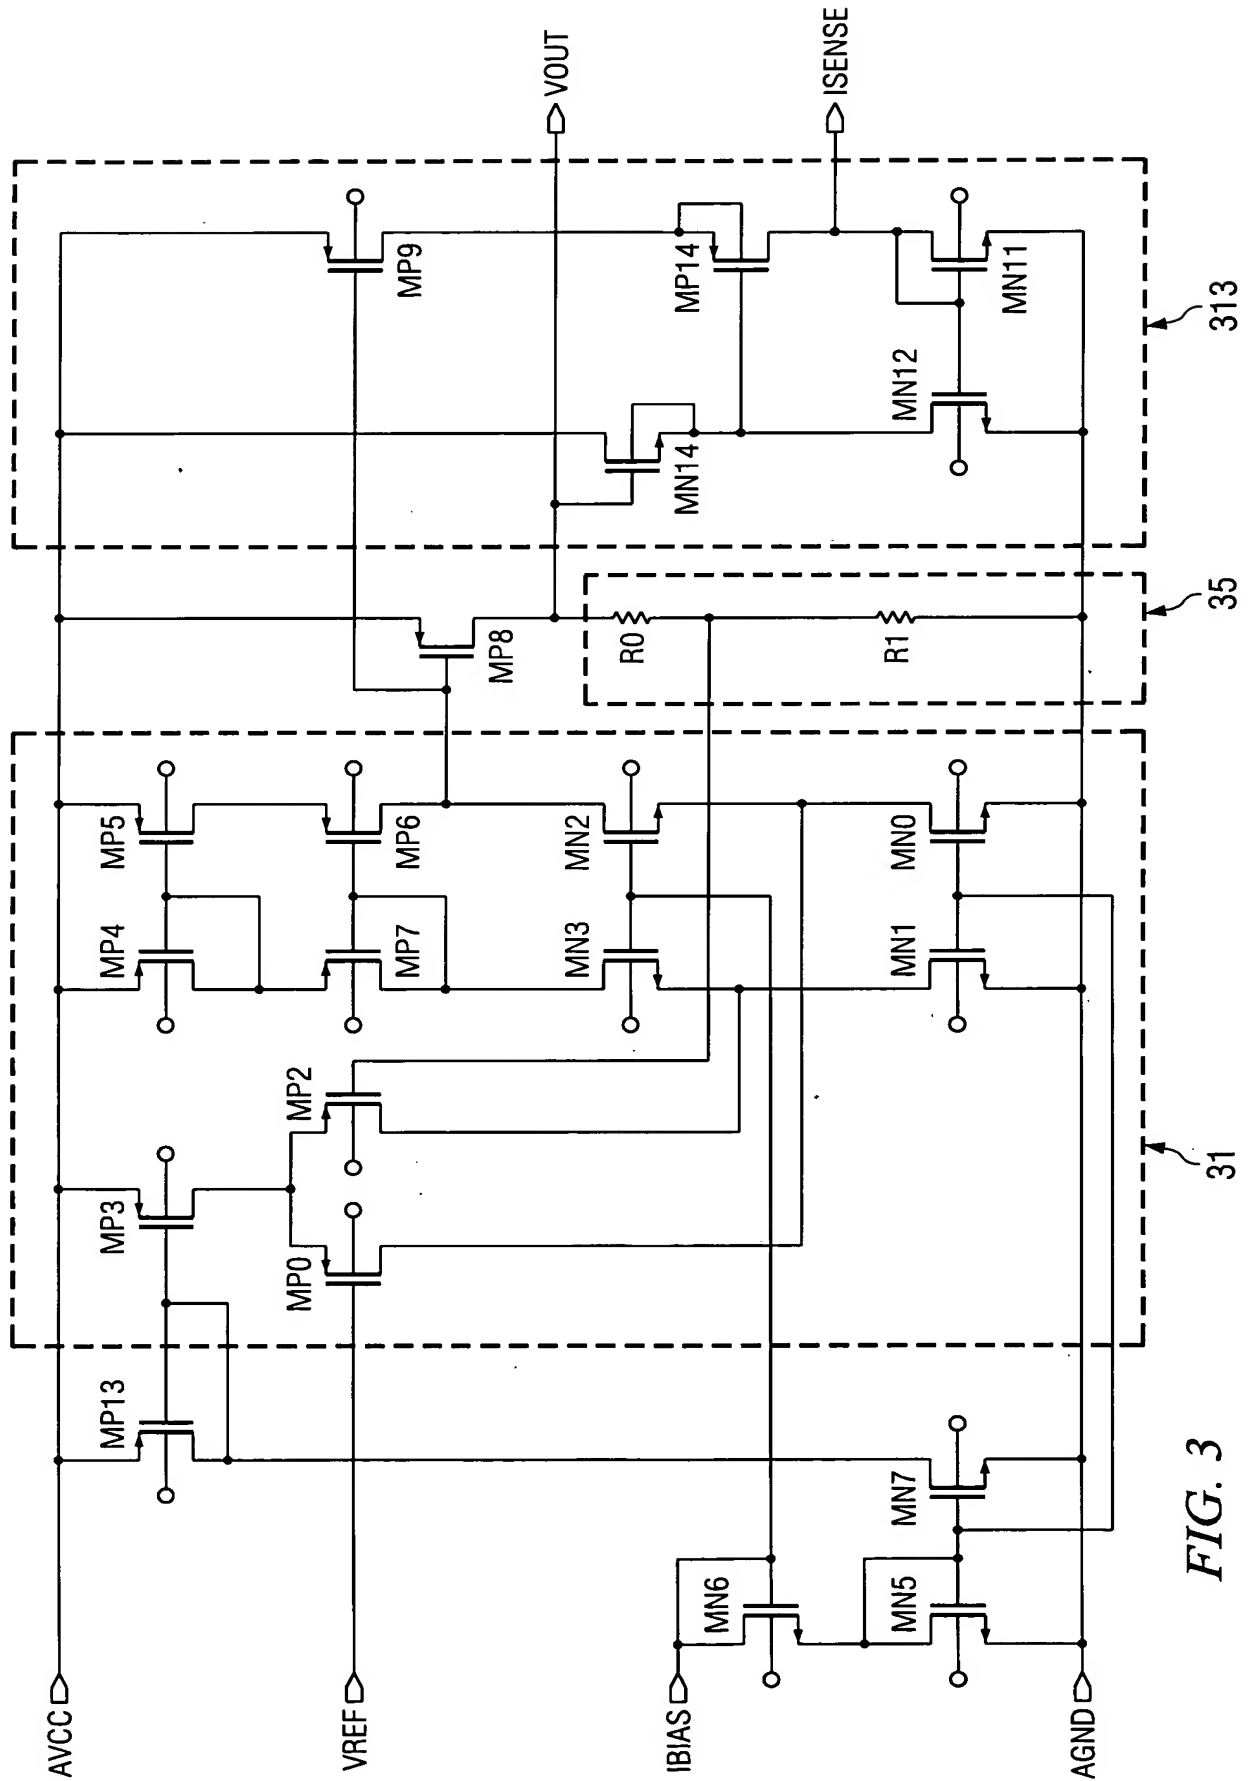 AVCC
VREF
IBIAS
AGND
MP13
MN6
MN5
MN7
MP3
MP0
MP2
MP4
MP5
MP7
MP6
MN3
MN2
MN1
MN0
31
MP8
R0
R1
35
MP9
MN14
MP14
MN12
MN11
313
VOUT
ISENSE
FIG. 3